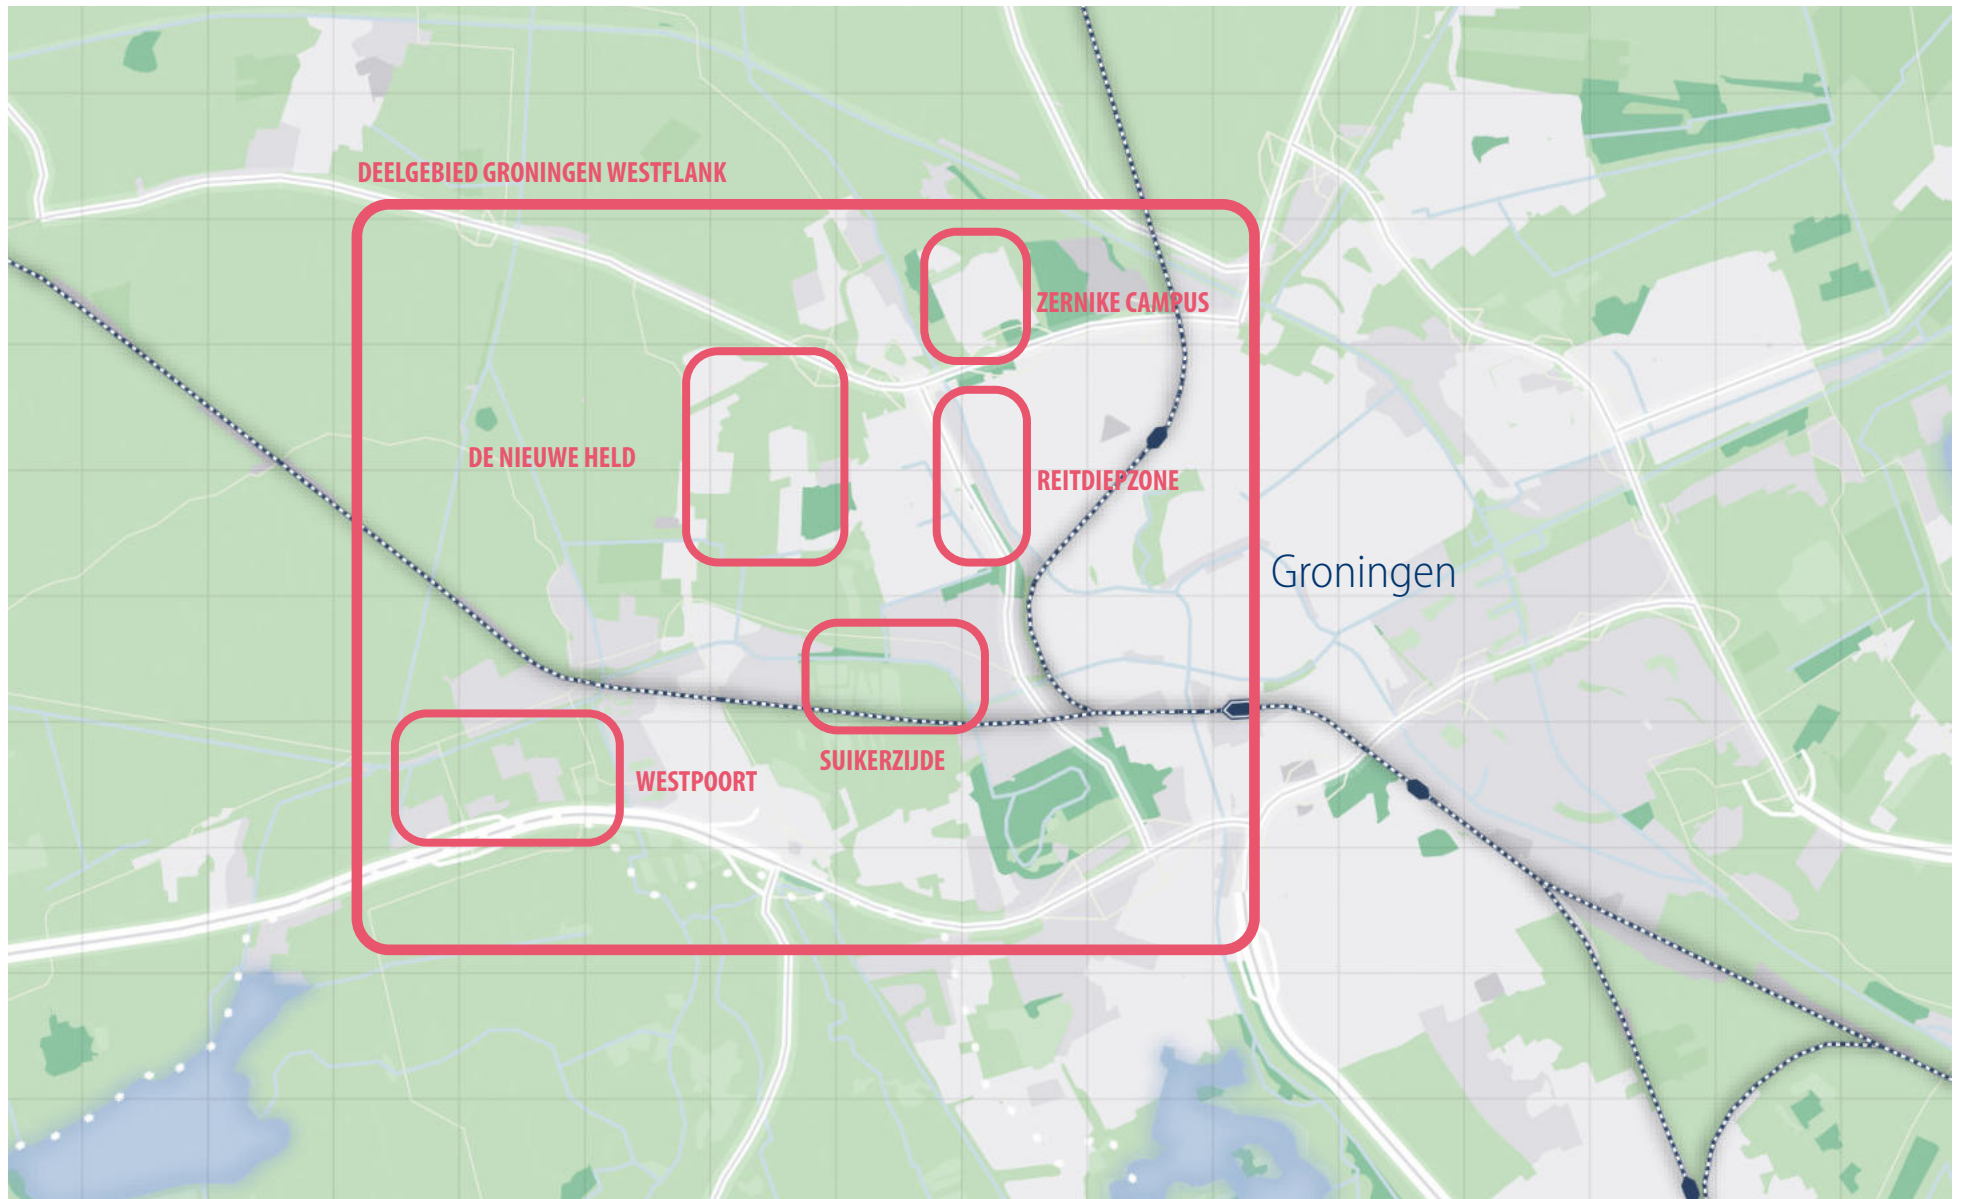 DEELGEBIED GRONINGEN WESTFLANK
ZERNIKE CAMPUS
DE NIEUWE HELD
REITDIEPZONE
Groningen
SUIKERZIJDE
WESTPOORT